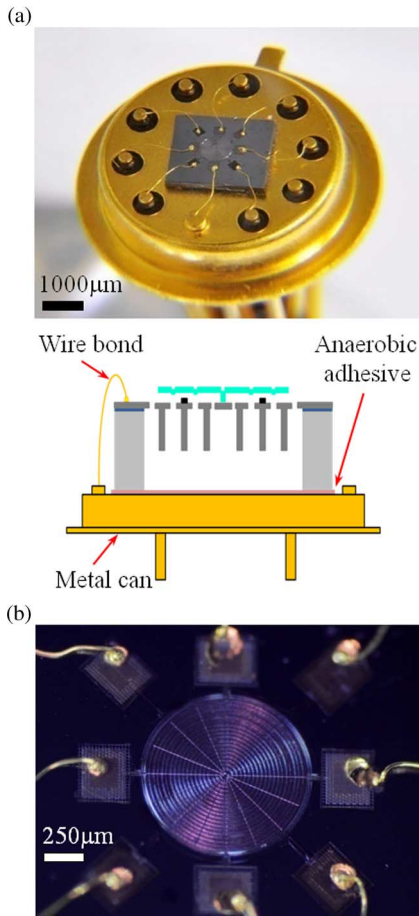 (a)
1000μm
Wire bond
Anaerobic
adhesive
Metal can
(b)
250μm